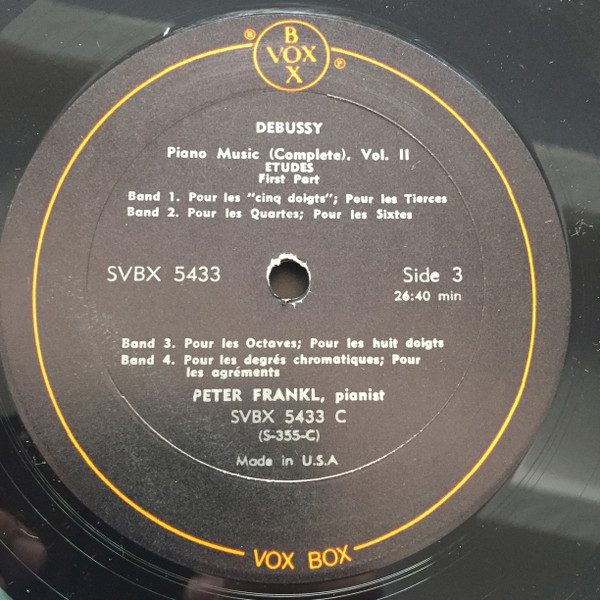 B
VOX
X
® ℗
DEBUSSY
Piano Music (Complete), Vol. II
ETUDES
First Part
Band 1. Pour les "cinq doigts"; Pour les Tierces
Band 2. Pour les Quartes; Pour les Sixtes
SVBX 5433
Side 3
26:40 min
Band 3. Pour les Octaves; Pour les huit doigts
Band 4. Pour les degrés chromatiques; Pour
les agréments
PETER FRANKL, pianist
SVBX 5433 C
(S-355-C)
Made in U.S.A
VOX BOX